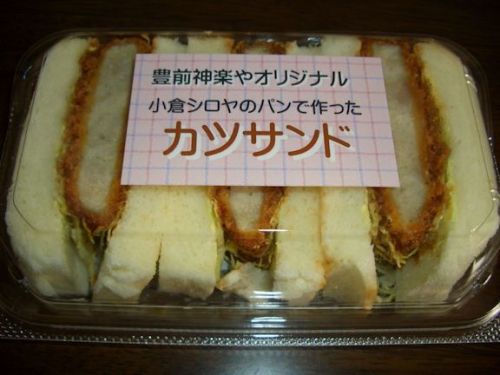 豊前神楽やオリジナル
小倉シロヤのパンで作った
カツサンド